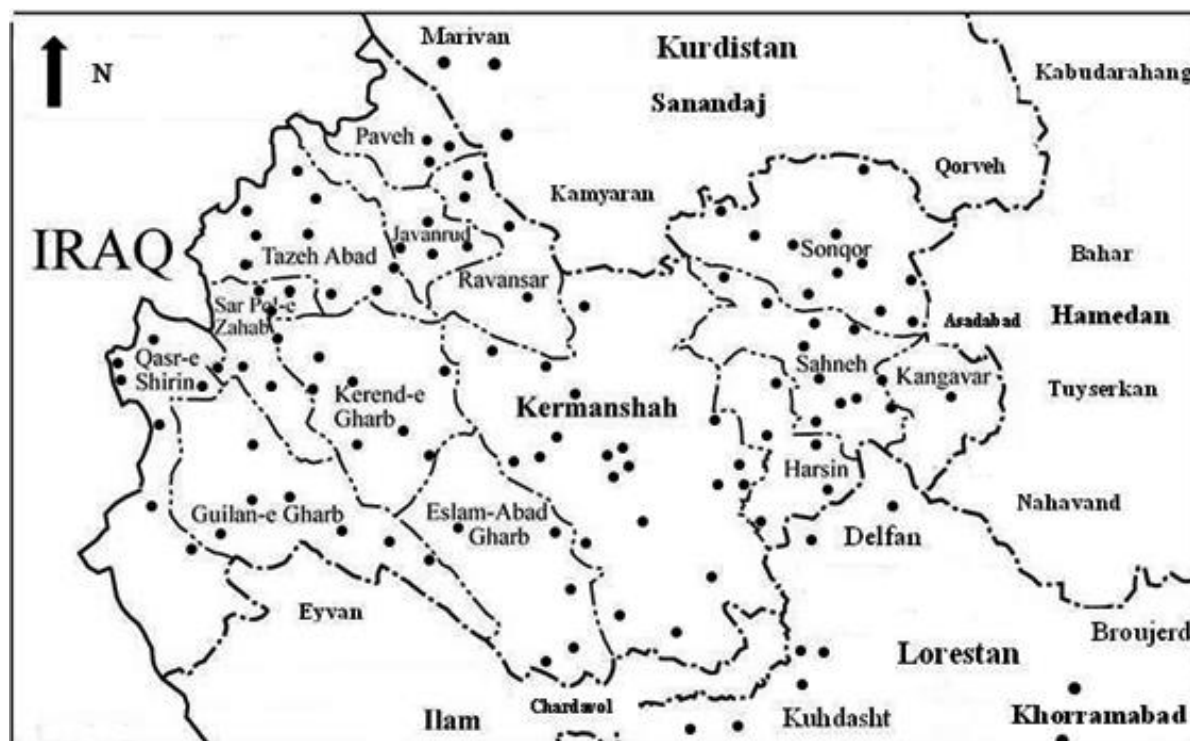 Marivan
Kurdistan
Kabudarahang
N
Sanandaj
Paveh
Qorveh
Kamyaran
IRAQ
Javanrud
Tazeh Abad
Sonqor
Bahar
Ravansar
Sar Pol-e
Zahab
Asadabad
Hamedan
Qasr-e
Shirin
Sahneh
Kangavar
Tuyserkan
Kerend-e
Gharb
Kermanshah
Harsin
Nahavand
Guilan-e Gharb
Eslam-Abad
Gharb
Delfan
Eyvan
Broujerd
Lorestan
Chardavol
Ilam
Kuhdasht
Khorramabad